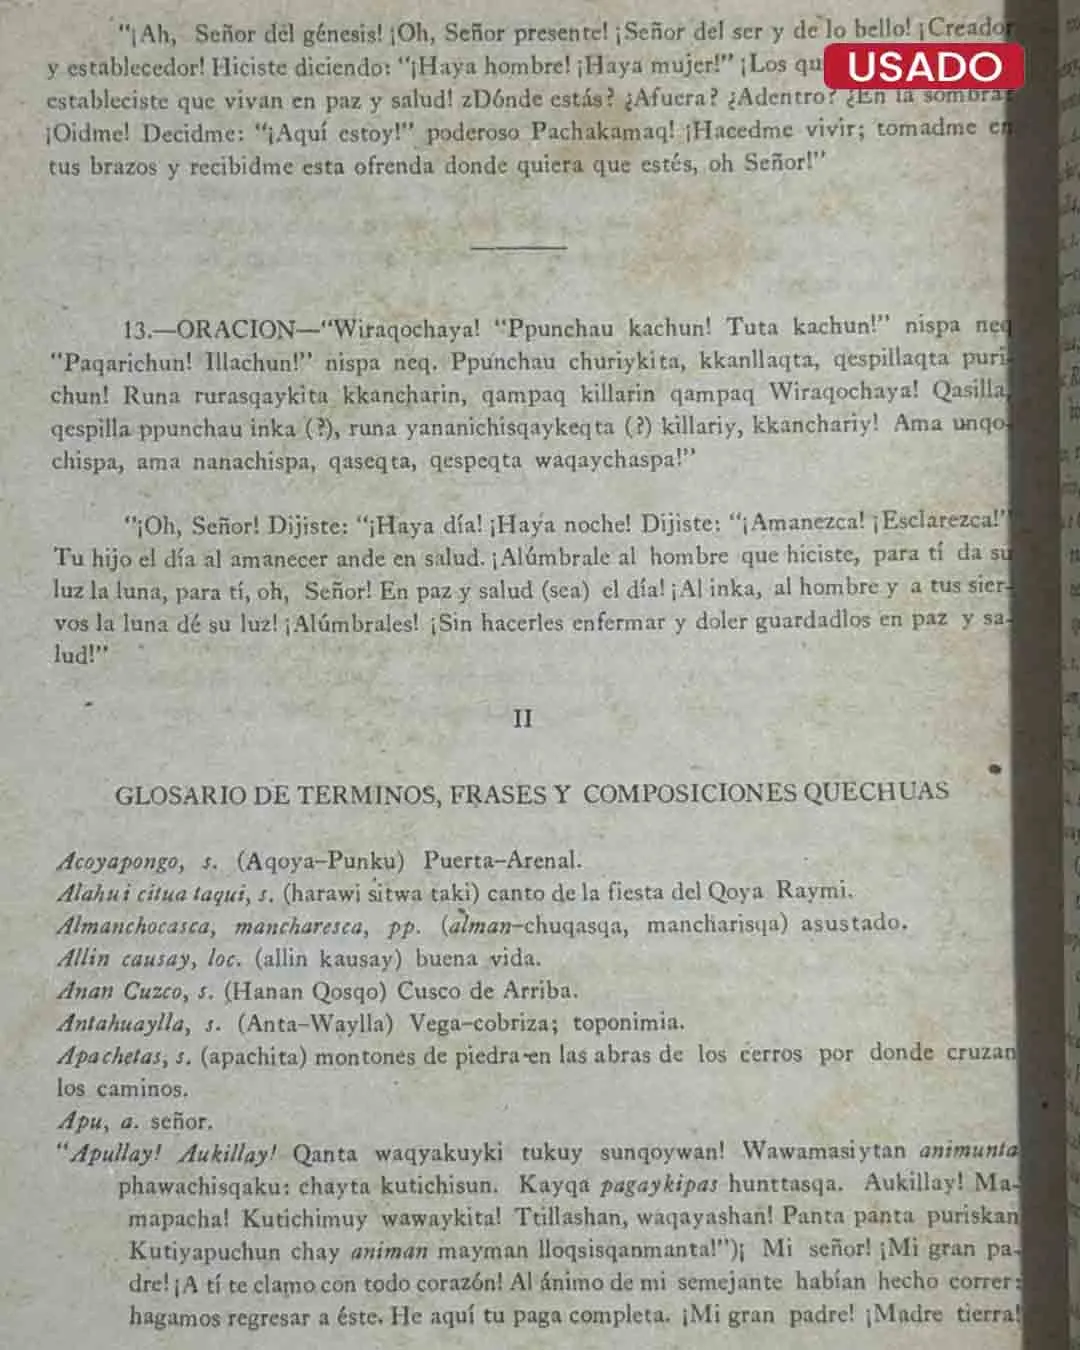 "¡Ah, Señor del génesis! ¡Oh, Señor presente! ¡Señor del ser y de lo bello! ¡Creador
y establecedor! Hiciste diciendo: "¡Haya hombre! ¡Haya mujer!" ¡Los qu
USADO
estableciste que vivan en paz y salud! zDónde estás? ¿Afuera? ¿Adentro? ¿En la sombra?
¡Oidme! Decidme: "¡Aquí estoy!" poderoso Pachakamaq! ¡Hacedme vivir; tomadme en
tus brazos y recibidme esta ofrenda donde quiera que estés, oh Señor!"
13.—ORACION—"Wiraqochaya! "Ppunchau kachun! Tuta kachun!" nispa neq
"Paqarichun! Illachun!" nispa neq. Ppunchau churiykita, kkanllaqta, qespillaqta puri-
chun! Runa rurasqaykita kkancharin, qampaq killarin qampaq Wiraqochaya! Qasilla,
qespilla ppunchau inka (?), runa yananichisqaykeqta (?) killariy, kkanchariy! Ama unqo-
chispa, ama nanachispa, qaseqta, qespeqta waqaychaspa!"
"¡Oh, Señor! Dijiste: "¡Haya día! ¡Haya noche! Dijiste: "¡Amanezca! ¡Esclarezca!"
Tu hijo el día al amanecer ande en salud. ¡Alúmbrale al hombre que hiciste, para tí da su
luz la luna, para tí, oh, Señor! En paz y salud (sea) el día! ¡Al inka, al hombre y a tus sier-
vos la luna dé su luz! ¡Alúmbrales! ¡Sin hacerles enfermar y doler guardadlos en paz y sa-
lud!"
II
GLOSARIO DE TERMINOS, FRASES Y COMPOSICIONES QUECHUAS
Acoyapongo, s. (Aqoya–Punku) Puerta–Arenal.
Alahui citua taqui, s. (harawi sitwa taki) canto de la fiesta del Qoya Raymi.
Almanchocasca, mancharesca, pp. (alman–chuqasqa, mancharisqa) asustado.
Allin causay, loc. (allin kausay) buena vida.
Anan Cuzco, s. (Hanan Qosqo) Cusco de Arriba.
Antahuaylla, s. (Anta–Waylla) Vega–cobriza; toponimia.
Apachetas, s. (apachita) montones de piedra en las abras de los cerros por donde cruzan
los caminos.
Apu, a. señor.
"Apullay! Aukillay! Qanta waqyakuyki tukuy sunqoywan! Wawamasiytan animunta
phawachisqaku: chayta kutichisun. Kayqa pagaykipas hunttasqa. Aukillay! Ma-
mapacha! Kutichimuy wawaykita! Ttillashan, waqayashan! Panta panta puriskan
Kutiyapuchun chay animan mayman lloqsisqanmanta!"); Mi señor! ¡Mi gran pa-
dre! ¡A tí te clamo con todo corazón! Al ánimo de mi semejante habían hecho correr:
hagamos regresar a éste. He aquí tu paga completa. ¡Mi gran padre! ¡Madre tierra!